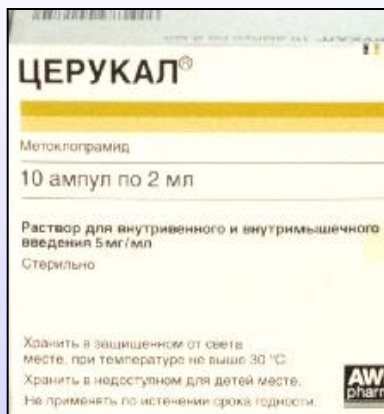 ЦЕРУКАЛ®
Метоклопрамид
10 ампул по 2 мл
Раствор для внутривенного и внутримышечного
введения 5 мг/мл
Стерильно
Хранить в защищенном от света
месте, при температуре не выше 30 °С
Хранить в недоступном для детей месте.
Не применять по истечении срока годности.
AW
pharm